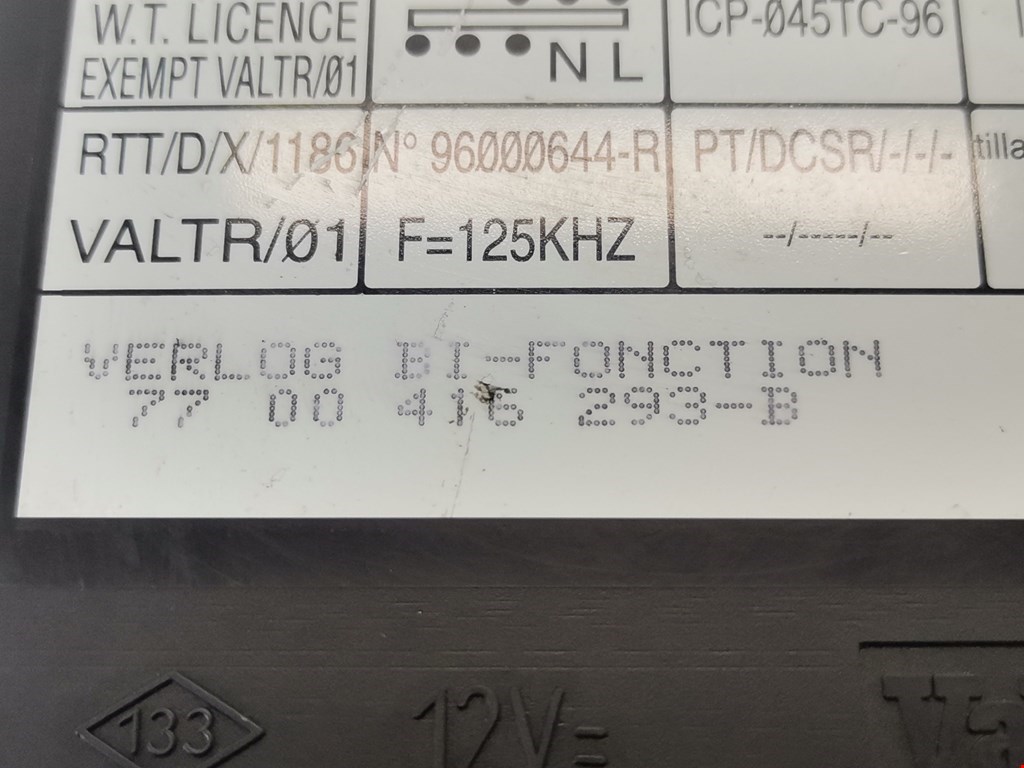 W.T. LICENCE
EXEMPT VALTR/Ø1
N L
ICP-Ø45TC-96
RTT/D/X/1186
N° 96ØØØ644-R
PT/DCSR/-/-/-
VALTR/Ø1
F=125KHZ
--/-----/--
VERLOG BI-FONCTION
77 00 416 293-B
133
12V=